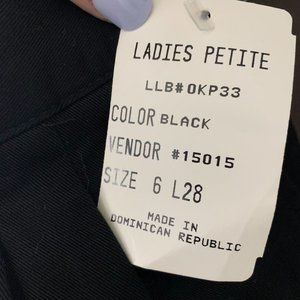 LADIES PETITE
LLB#0KP33
COLOR BLACK
VENDOR #15015
SIZE 6 L28
MADE IN
DOMINICAN REPUBLIC